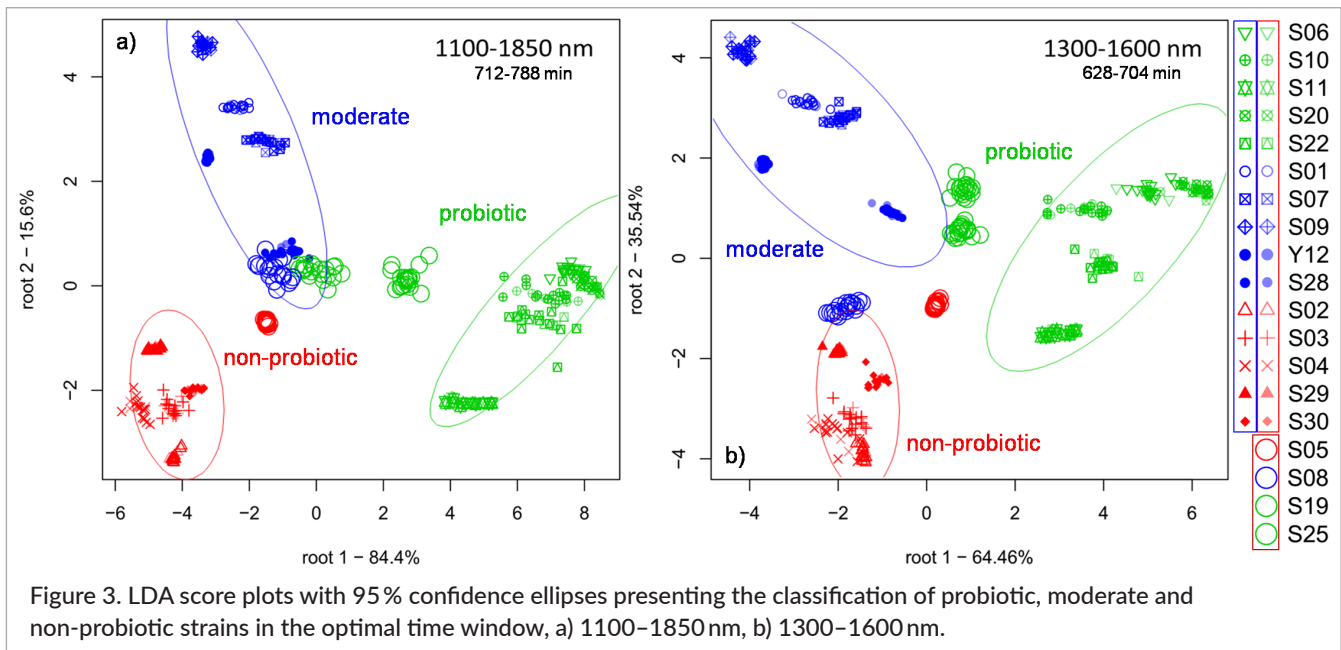 a)
1100-1850 nm
712-788 min
moderate
probiotic
non-probiotic
4
2
0
−2
root 2 − 15.6%
−6 −4 −2 0 2 4 6 8
root 1 − 84.4%
1300-1600 nm
628-704 min
probiotic
moderate
non-probiotic
b)
4
2
0
−2
−4
root 2 − 35.54%
−4 −2 0 2 4 6
root 1 − 64.46%
S06
S10
S11
S20
S22
S01
S07
S09
Y12
S28
S02
S03
S04
S29
S30
S05
S08
S19
S25
Figure 3. LDA score plots with 95 % confidence ellipses presenting the classification of probiotic, moderate and
non-probiotic strains in the optimal time window, a) 1100–1850 nm, b) 1300–1600 nm.